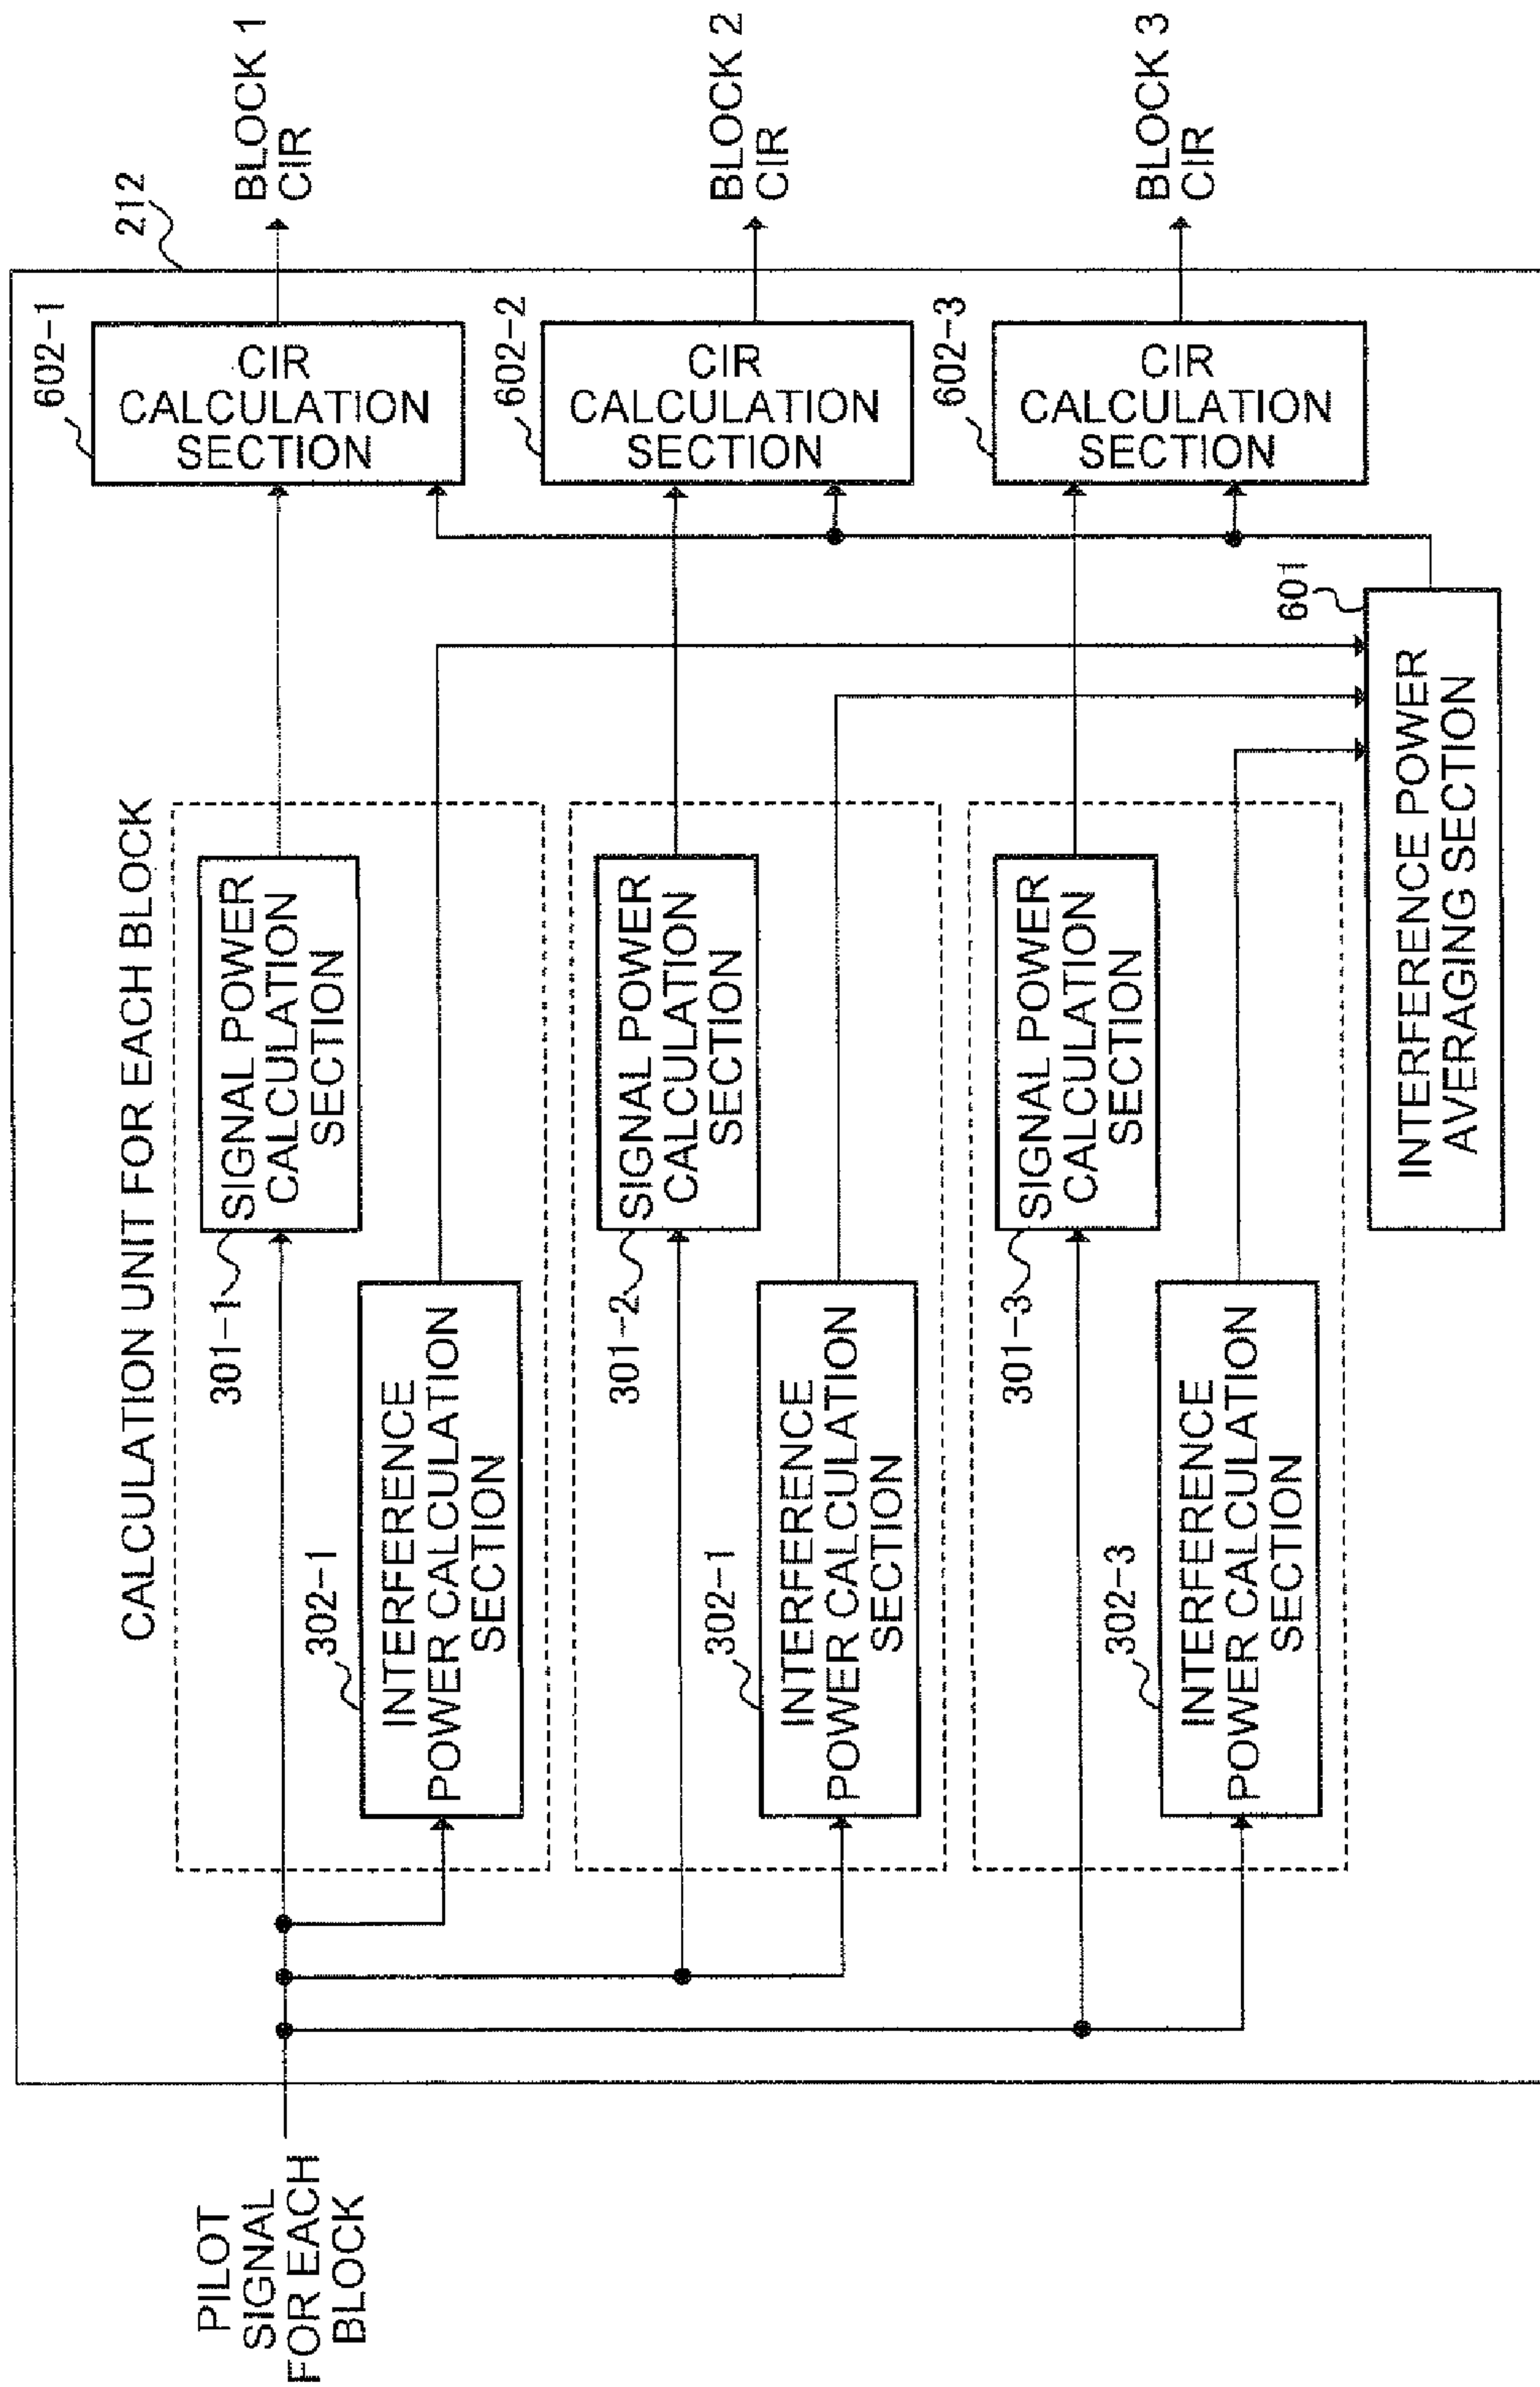 PILOT
SIGNAL
FOR EACH
BLOCK
CALCULATION UNIT FOR EACH BLOCK
301-1
SIGNAL POWER
CALCULATION
SECTION
302-1
INTERFERENCE
POWER CALCULATION
SECTION
301-2
SIGNAL POWER
CALCULATION
SECTION
302-1
INTERFERENCE
POWER CALCULATION
SECTION
301-3
SIGNAL POWER
CALCULATION
SECTION
302-3
INTERFERENCE
POWER CALCULATION
SECTION
601
INTERFERENCE POWER
AVERAGING SECTION
212
602-1
CIR
CALCULATION
SECTION
602-2
CIR
CALCULATION
SECTION
602-3
CIR
CALCULATION
SECTION
BLOCK 1
CIR
BLOCK 2
CIR
BLOCK 3
CIR